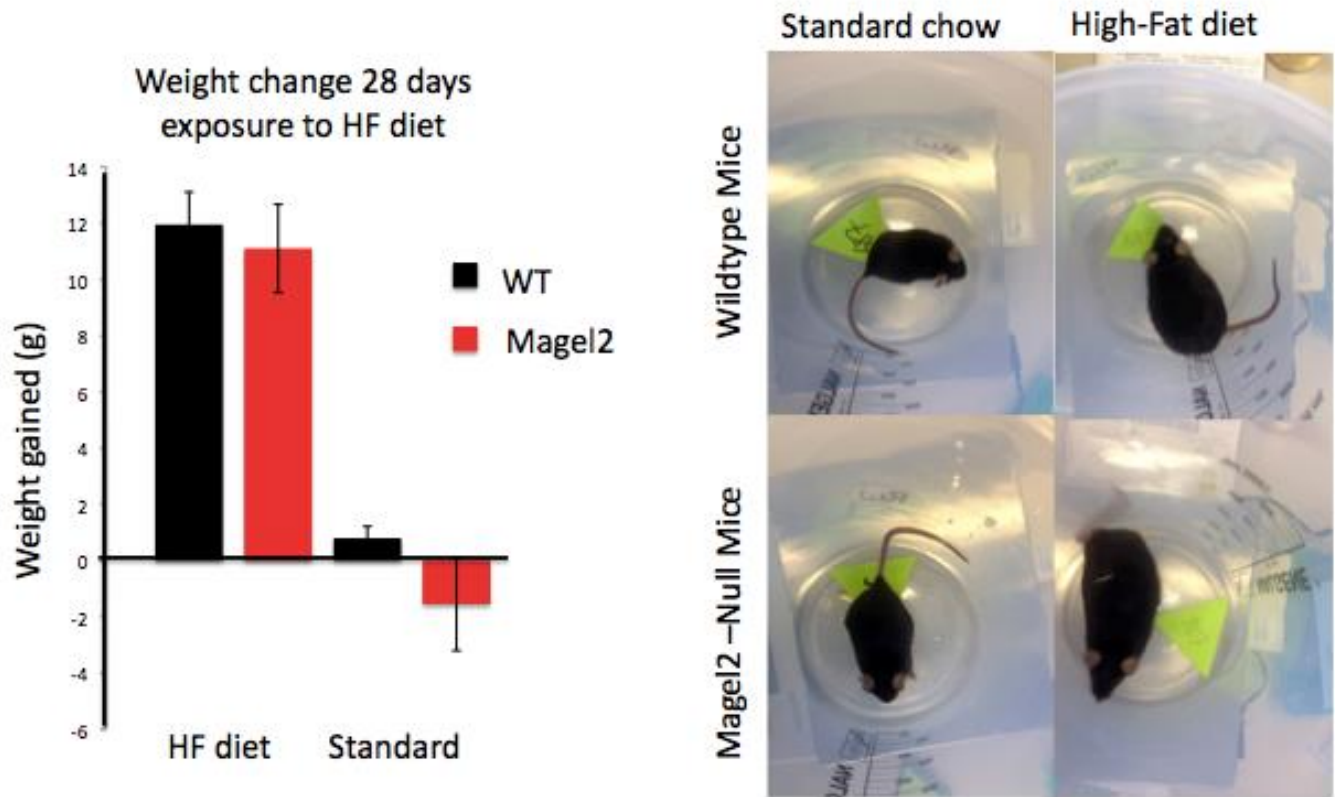 Weight change 28 days
exposure to HF diet
Weight gained (g)
14
12
10
8
6
4
2
0
-2
-4
-6
HF diet
Standard
WT
Magel2
Standard chow
High-Fat diet
Wildtype Mice
Magel2 –Null Mice